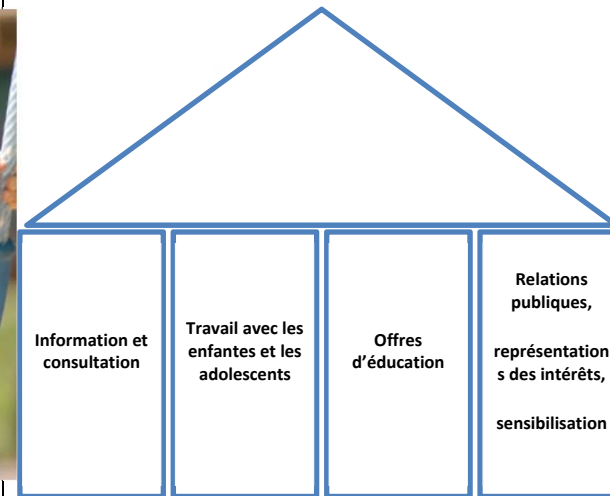 Information et
consultation
Travail avec les
enfantes et les
adolescents
Offres
d’éducation
Relations
publiques,
représentation
s des intérêts,
sensibilisation